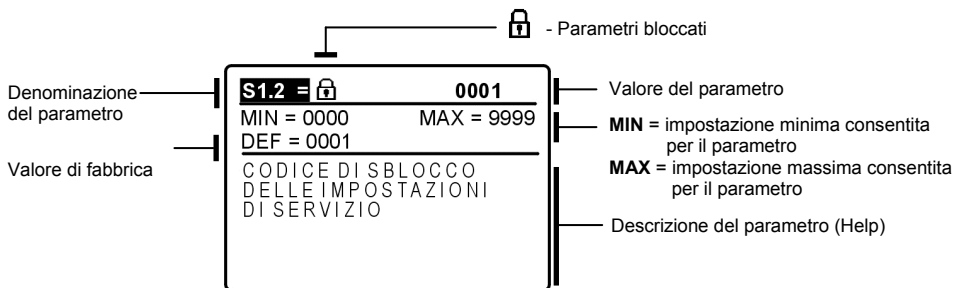 - Parametri bloccati
Denominazione
del parametro
Valore di fabbrica
S1.2 = 0001
MIN = 0000 MAX = 9999
DEF = 0001
CODICE DI SBLOCCO
DELLE IMPOSTAZIONI
DI SERVIZIO
Valore del parametro
MIN = impostazione minima consentita
per il parametro
MAX = impostazione massima consentita
per il parametro
Descrizione del parametro (Help)